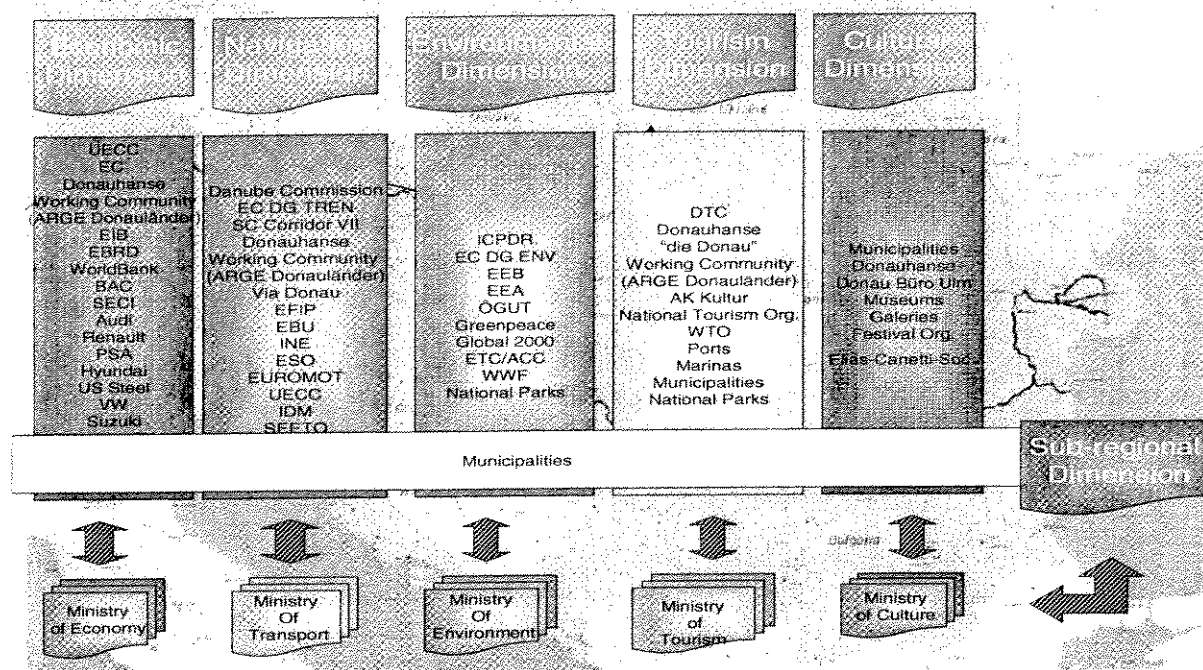 Economic
Dimension
Navigation
Dimension
Environmental
Dimension
Tourism
Dimension
Cultural
Dimension
UECC
EC
Donauhanse
Working Community
(ARGE Donauländer)
EIB
EBRD
WorldBank
BAC
SECI
Audi
Renault
PSA
Hyundai
US Steel
VW
Suzuki
Danube Commission
EC DG TREN
SC Corridor VII
Donauhanse
Working Community
(ARGE Donauländer)
Via Donau
EFIP
EBU
INE
ESO
EUROMOT
UECC
IDM
SEETO
ICPDR
EC DG ENV
EEB
EEA
ÖGUT
Greenpeace
Global 2000
ETC/ACC
WWF
National Parks
DTC
Donauhanse
"die Donau"
Working Community
(ARGE Donauländer)
AK Kultur
National Tourism Org.
WTO
Ports
Marinas
Municipalities
National Parks
Municipalities
Donauhanse
Donau Büro Ulm
Museums
Galeries
Festival Org.
Elias-Canetti-Soc.
Municipalities
Sub-regional
Dimension
Bulgaria
Ministry
of Economy
Ministry
Of
Transport
Ministry
Of
Environment
Ministry
of
Tourism
Ministry
of Culture